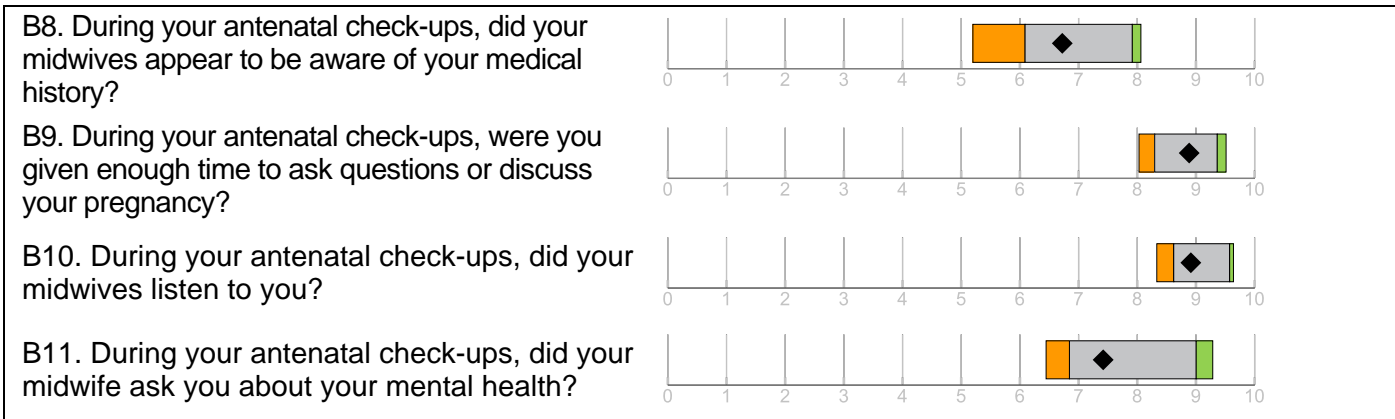 B8. During your antenatal check-ups, did your
midwives appear to be aware of your medical
history?
0 1 2 3 4 5 6 7 8 9 10
B9. During your antenatal check-ups, were you
given enough time to ask questions or discuss
your pregnancy?
0 1 2 3 4 5 6 7 8 9 10
B10. During your antenatal check-ups, did your
midwives listen to you?
0 1 2 3 4 5 6 7 8 9 10
B11. During your antenatal check-ups, did your
midwife ask you about your mental health?
0 1 2 3 4 5 6 7 8 9 10